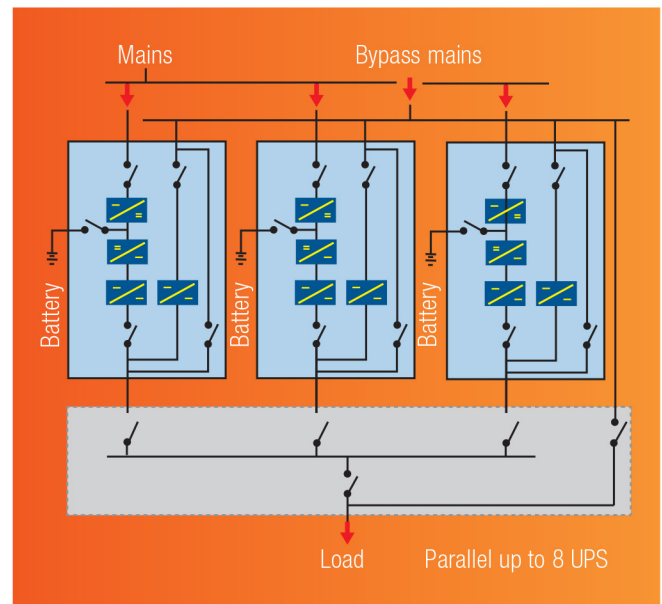 Mains
Bypass mains
Battery
Battery
Battery
Load
Parallel up to 8 UPS